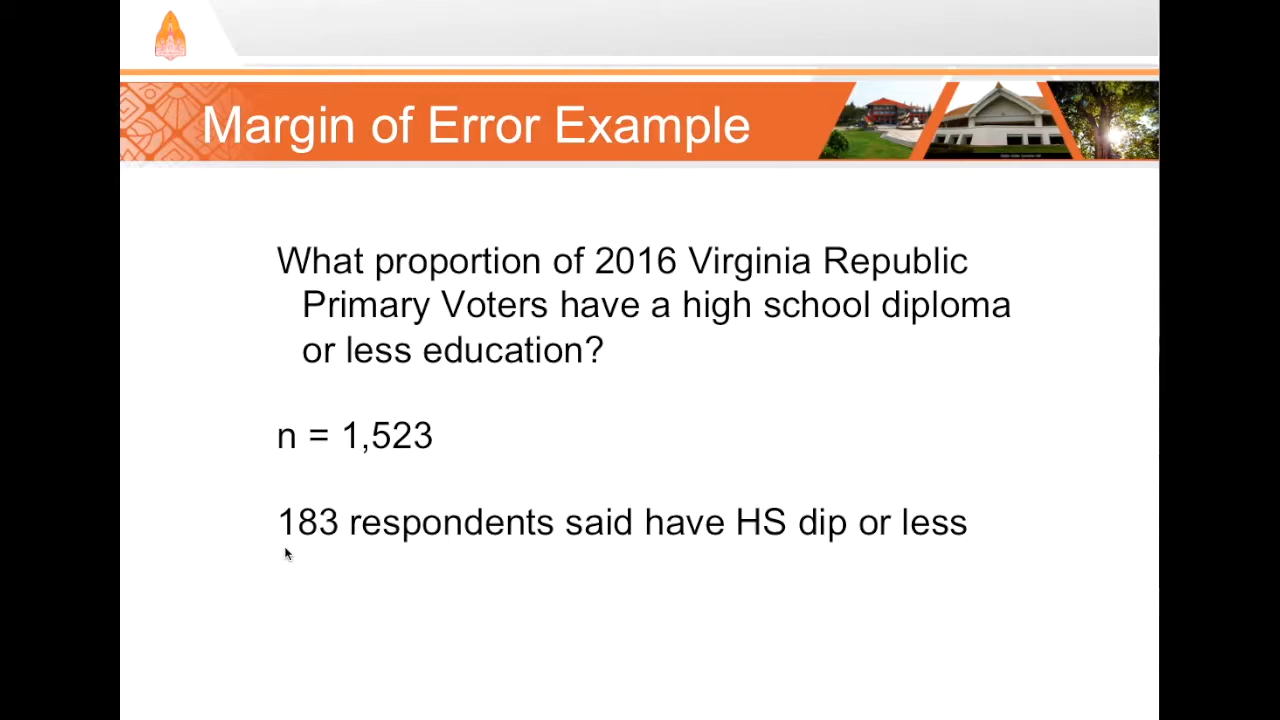 Margin of Error Example
What proportion of 2016 Virginia Republic
Primary Voters have a high school diploma
or less education?
n = 1,523
183 respondents said have HS dip or less